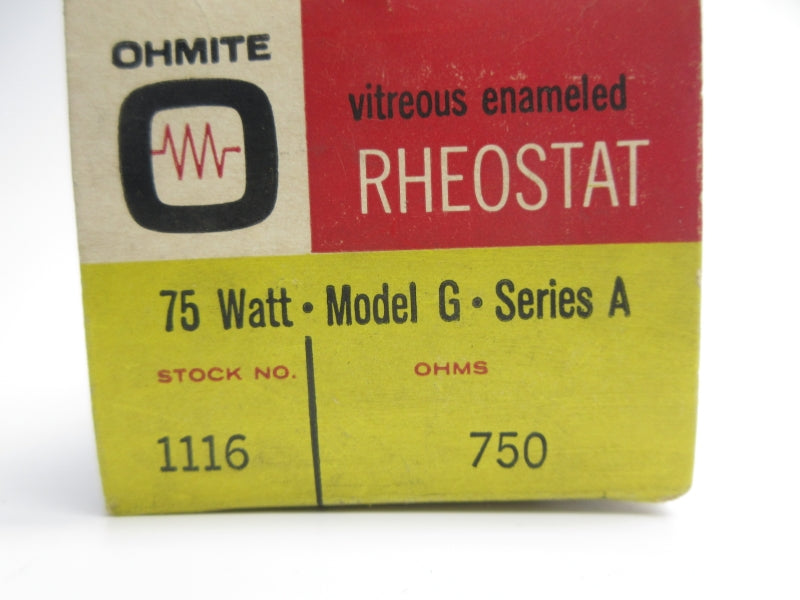 OHMITE
vitreous enameled
RHEOSTAT
75 Watt • Model G • Series A
STOCK NO. OHMS
1116 750